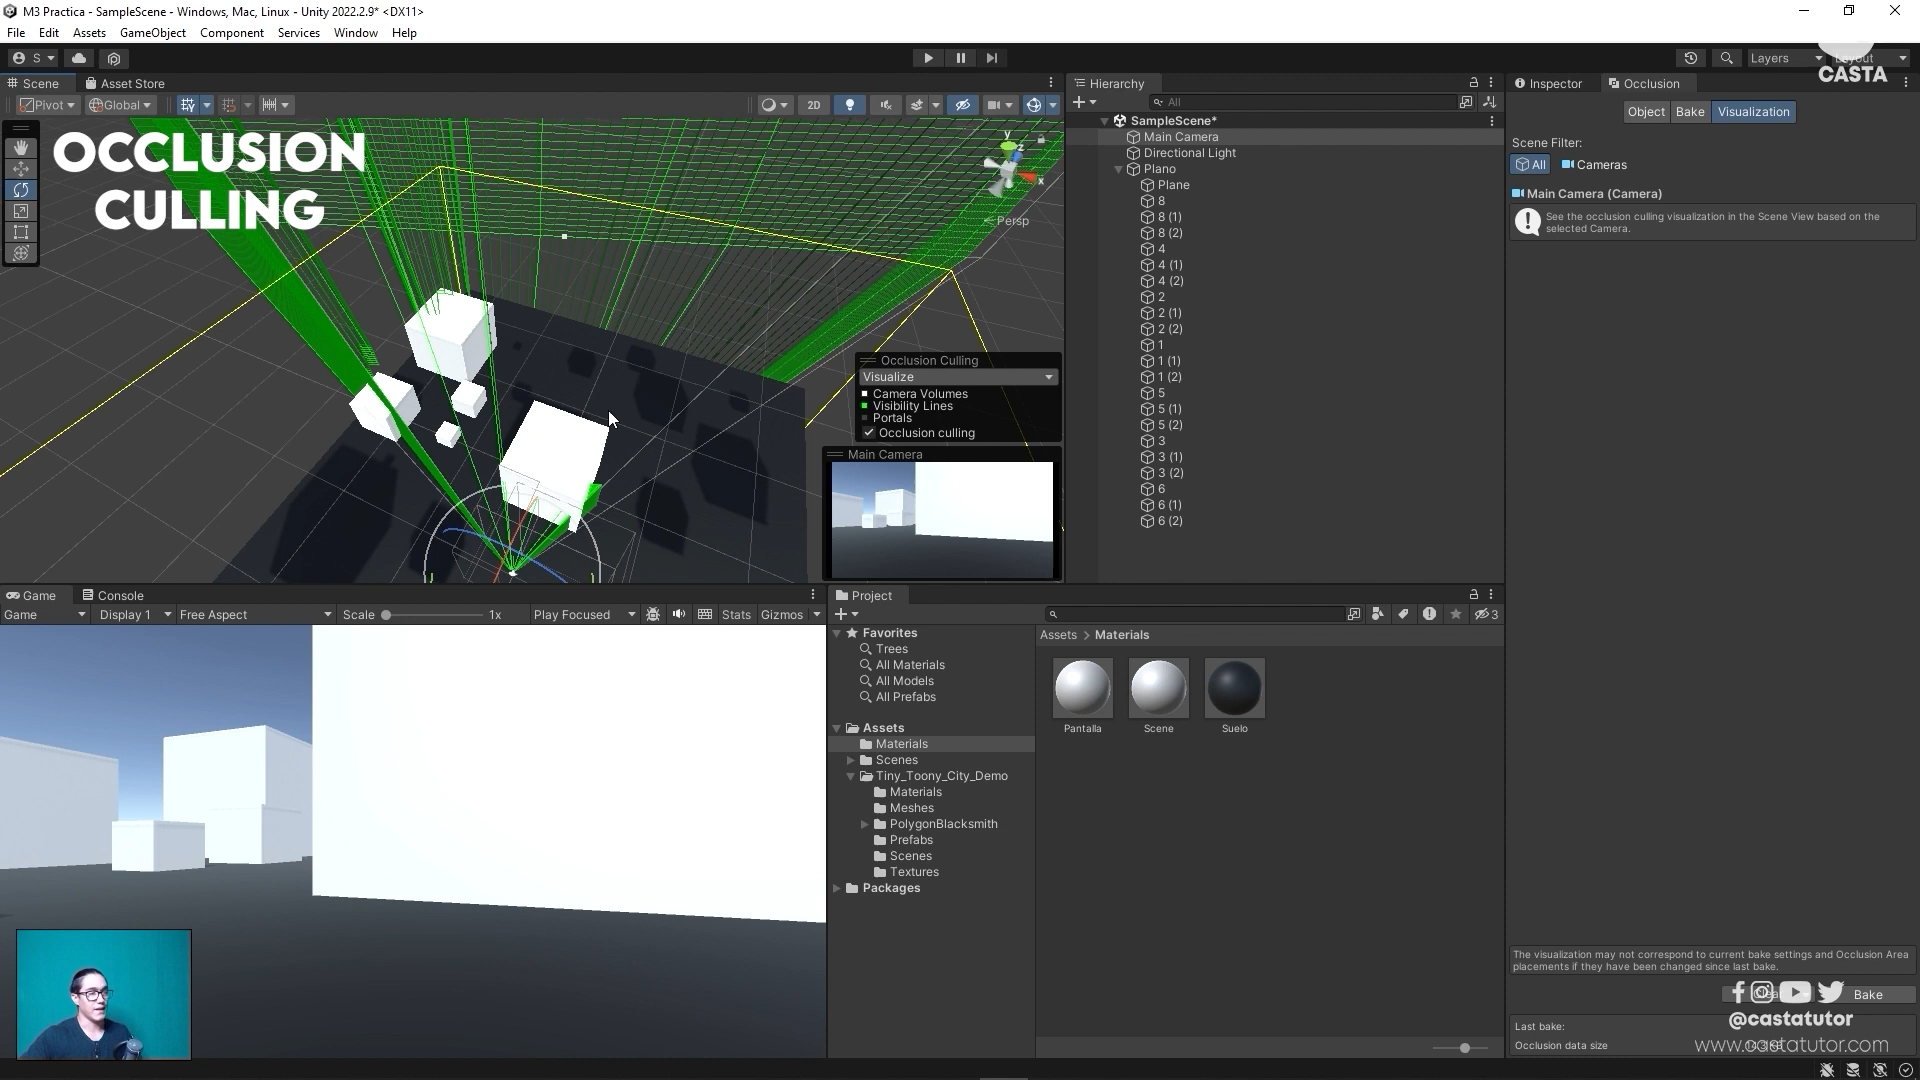 M3 Practica - SampleScene - Windows, Mac, Linux - Unity 2022.2.9* <DX11>
File Edit Assets GameObject Component Services Window Help
S
Layers
Layout
CASTA
Scene
Asset Store
Pivot
Global
2D
OCCLUSION
CULLING
y
z
x
Persp
Occlusion Culling
Visualize
Camera Volumes
Visibility Lines
Portals
Occlusion culling
Main Camera
Hierarchy
All
SampleScene*
Main Camera
Directional Light
Plano
Plane
8
8 (1)
8 (2)
4
4 (1)
4 (2)
2
2 (1)
2 (2)
1
1 (1)
1 (2)
5
5 (1)
5 (2)
3
3 (1)
3 (2)
6
6 (1)
6 (2)
Inspector
Occlusion
Object Bake Visualization
Scene Filter:
All
Cameras
Main Camera (Camera)
See the occlusion culling visualization in the Scene View based on the
selected Camera.
Game
Console
Game
Display 1
Free Aspect
Scale
1x
Play Focused
Stats
Gizmos
Project
3
Favorites
Trees
All Materials
All Models
All Prefabs
Assets
Materials
Scenes
Tiny_Toony_City_Demo
Materials
Meshes
PolygonBlacksmith
Prefabs
Scenes
Textures
Packages
Assets > Materials
Pantalla
Scene
Suelo
The visualization may not correspond to current bake settings and Occlusion Area
placements if they have been changed since last bake.
Bake
@castatutor
Last bake:
Occlusion data size
www.castatutor.com